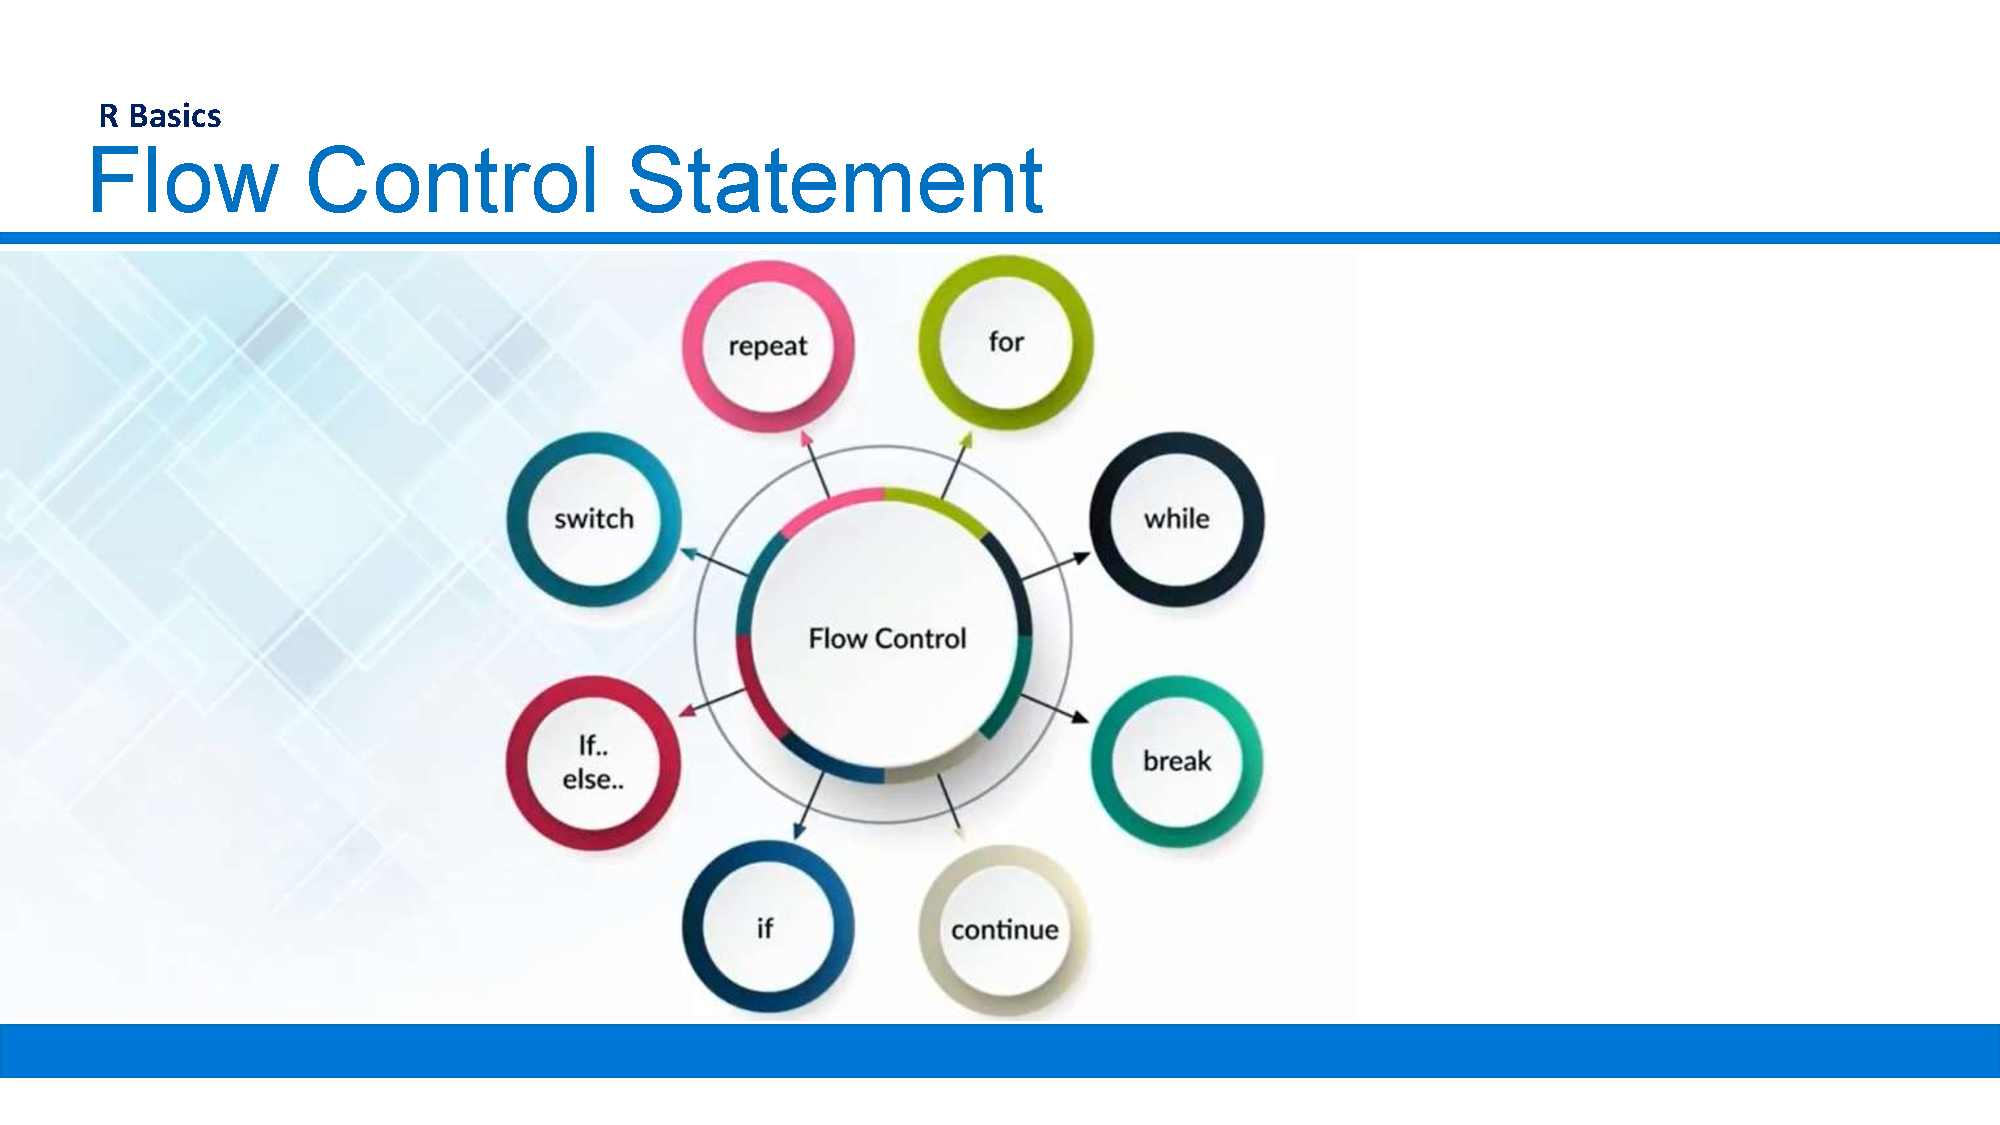 R Basics
Flow Control Statement
repeat
for
switch
while
Flow Control
If..
else..
break
if
continue